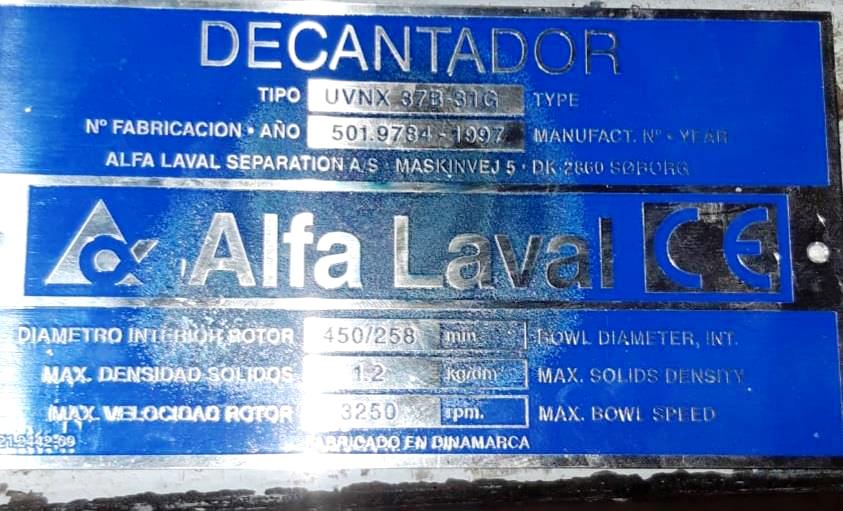 DECANTADOR
TIPO UVNX 37B-31G TYPE
Nº FABRICACION • AÑO 501.9784 - 1997 MANUFACT. Nº • YEAR
ALFA LAVAL SEPARATION A/S · MASKINVEJ 5 · DK-2860 SØBORG
Alfa Laval CE
DIAMETRO INTERIOR ROTOR 450/258 mm BOWL DIAMETER, INT.
MAX. DENSIDAD SOLIDOS 1.2 kg/dm³ MAX. SOLIDS DENSITY
MAX. VELOCIDAD ROTOR 3250 rpm. MAX. BOWL SPEED
FABRICADO EN DINAMARCA